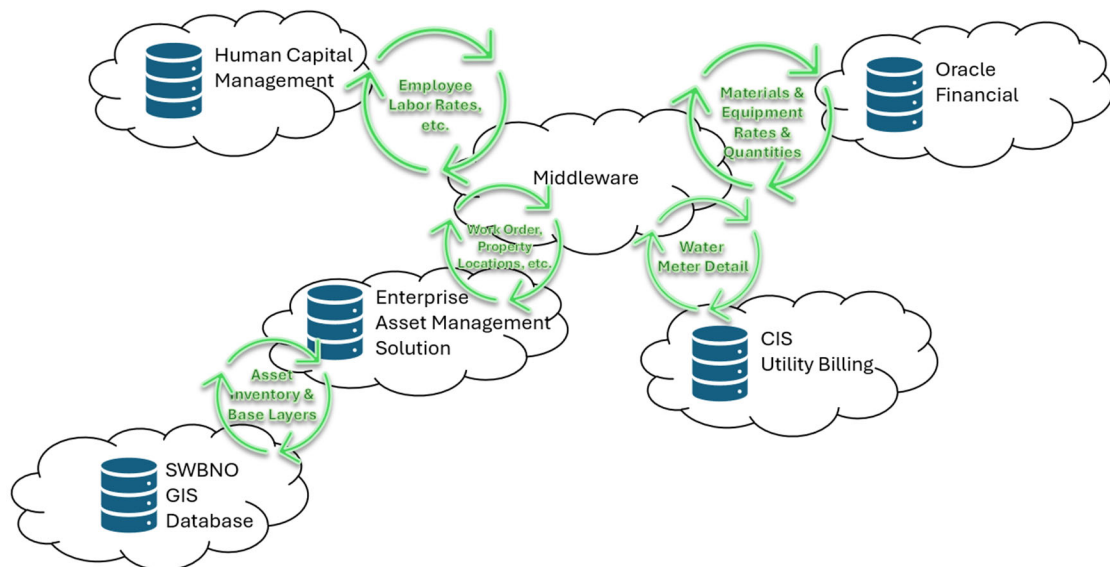 Human Capital
Management
Employee
Labor Rates,
etc.
Materials &
Equipment
Rates &
Quantities
Oracle
Financial
Middleware
Work Order,
Property
Locations, etc.
Water
Meter Detail
Enterprise
Asset Management
Solution
CIS
Utility Billing
Asset
Inventory &
Base Layers
SWBNO
GIS
Database